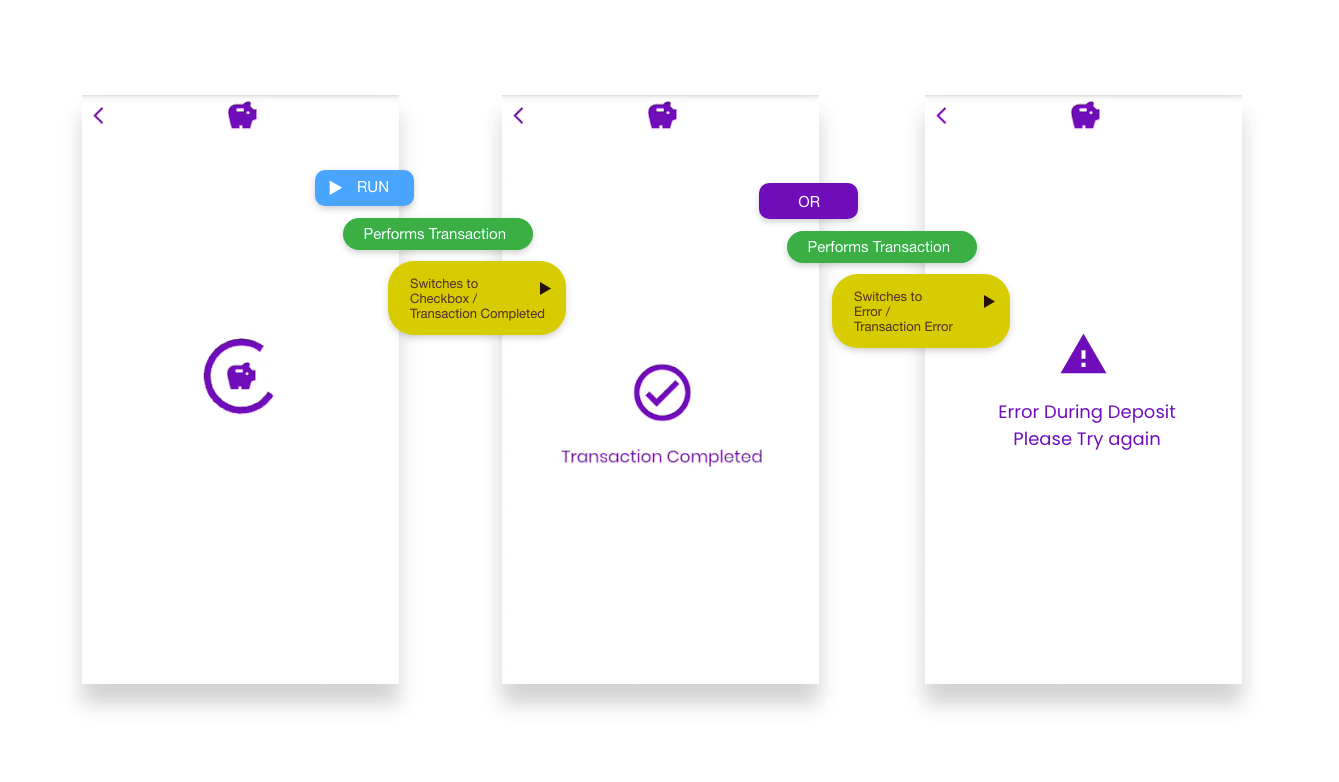 RUN
Performs Transaction
Switches to
Checkbox /
Transaction Completed
Transaction Completed
OR
Performs Transaction
Switches to
Error /
Transaction Error
Error During Deposit
Please Try again